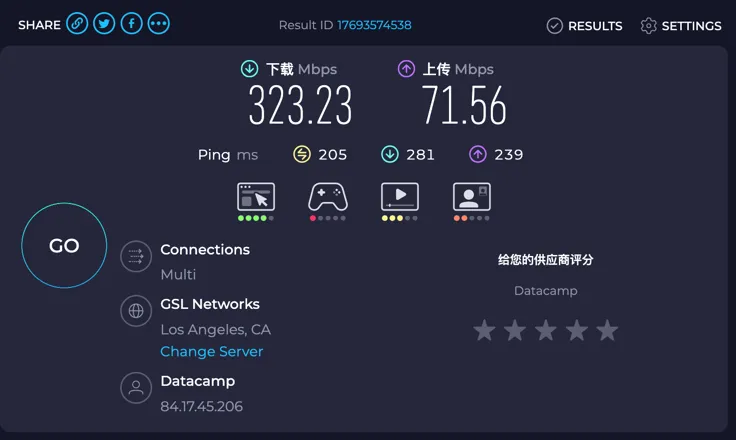 SHARE Result ID 17693574538 RESULTS SETTINGS
下载 Mbps 上传 Mbps
323.23 71.56
Ping ms 205 281 239
GO
Connections
Multi
GSL Networks
Los Angeles, CA
Change Server
Datacamp
84.17.45.206
给您的供应商评分
Datacamp